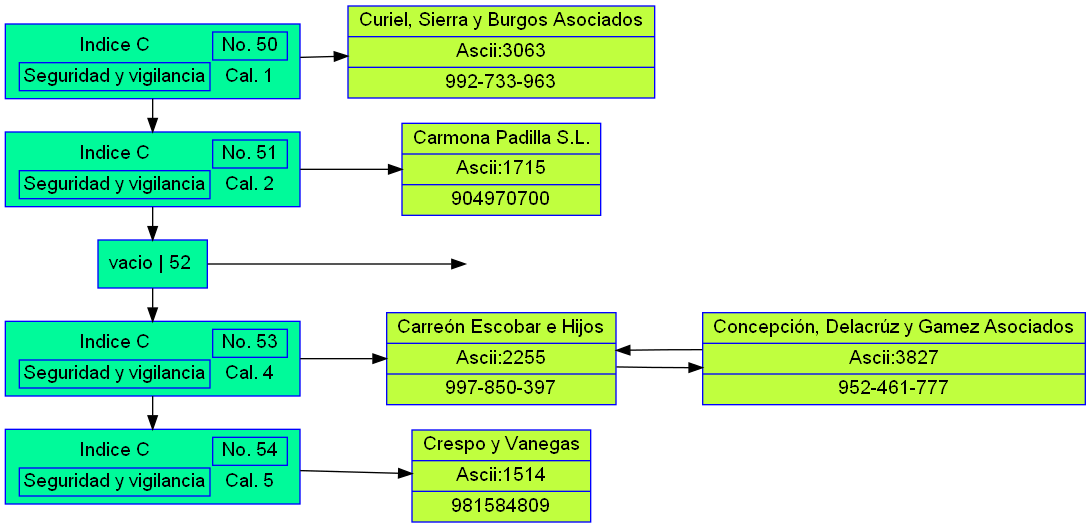 Indice C
No. 50
Seguridad y vigilancia
Cal. 1
Curiel, Sierra y Burgos Asociados
Ascii:3063
992-733-963
Indice C
No. 51
Seguridad y vigilancia
Cal. 2
Carmona Padilla S.L.
Ascii:1715
904970700
vacio | 52
Indice C
No. 53
Seguridad y vigilancia
Cal. 4
Carreón Escobar e Hijos
Ascii:2255
997-850-397
Concepción, Delacrúz y Gamez Asociados
Ascii:3827
952-461-777
Indice C
No. 54
Seguridad y vigilancia
Cal. 5
Crespo y Vanegas
Ascii:1514
981584809